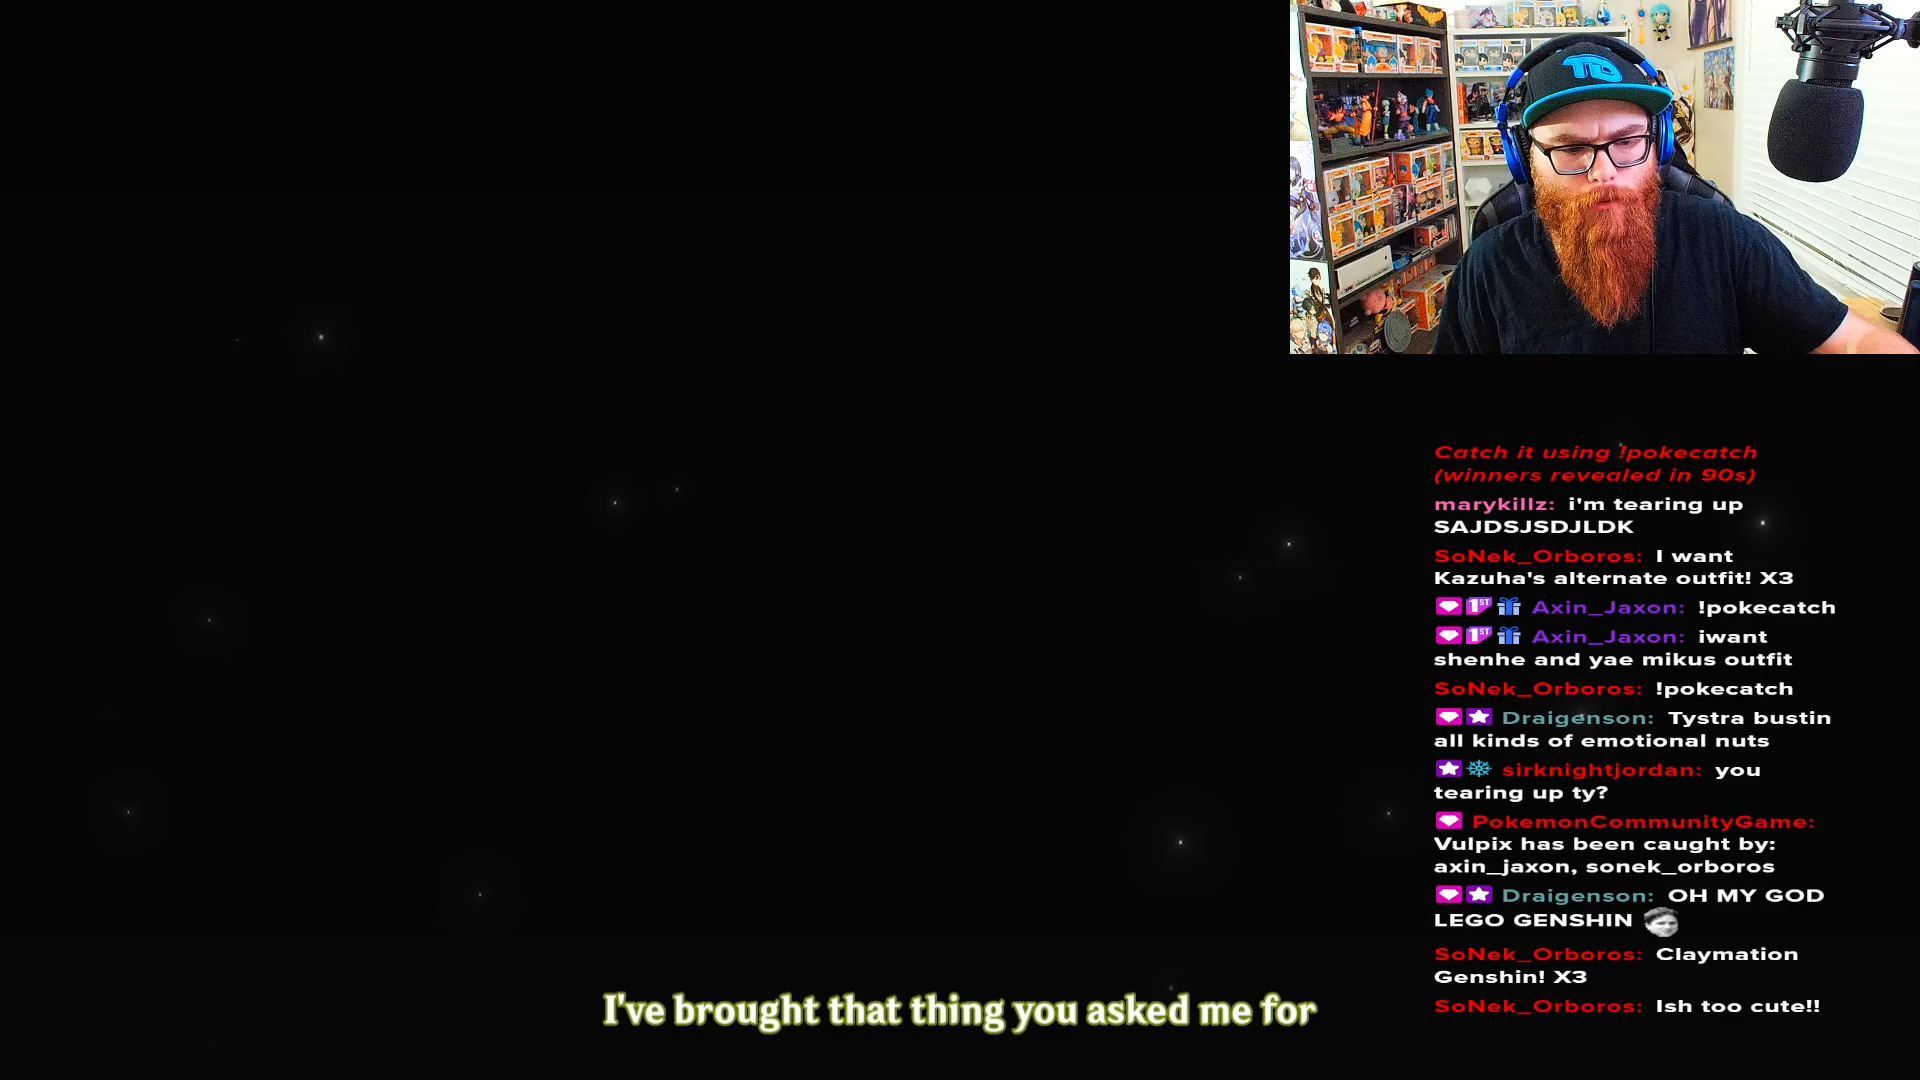 TD
Catch it using !pokecatch
(winners revealed in 90s)
marykillz: i'm tearing up
SAJDSJSDJLDK
SoNek_Orboros: I want
Kazuha's alternate outfit! X3
1ST Axin_Jaxon: !pokecatch
1ST Axin_Jaxon: iwant
shenhe and yae mikus outfit
SoNek_Orboros: !pokecatch
Draigenson: Tystra bustin
all kinds of emotional nuts
sirknightjordan: you
tearing up ty?
PokemonCommunityGame:
Vulpix has been caught by:
axin_jaxon, sonek_orboros
Draigenson: OH MY GOD
LEGO GENSHIN
SoNek_Orboros: Claymation
Genshin! X3
SoNek_Orboros: Ish too cute!!
I've brought that thing you asked me for